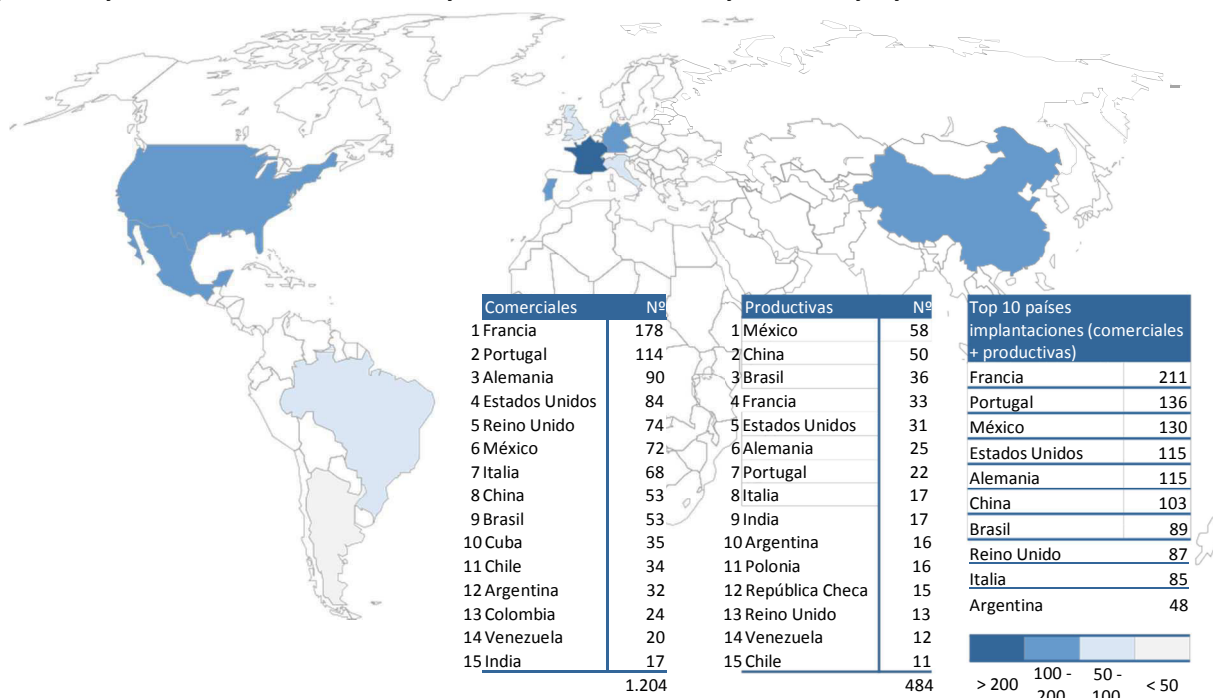 Comerciales Nº
1 Francia 178
2 Portugal 114
3 Alemania 90
4 Estados Unidos 84
5 Reino Unido 74
6 México 72
7 Italia 68
8 China 53
9 Brasil 53
10 Cuba 35
11 Chile 34
12 Argentina 32
13 Colombia 24
14 Venezuela 20
15 India 17
1.204
Productivas Nº
1 México 58
2 China 50
3 Brasil 36
4 Francia 33
5 Estados Unidos 31
6 Alemania 25
7 Portugal 22
8 Italia 17
9 India 17
10 Argentina 16
11 Polonia 16
12 República Checa 15
13 Reino Unido 13
14 Venezuela 12
15 Chile 11
484
Top 10 países
implantaciones (comerciales
+ productivas)
Francia 211
Portugal 136
México 130
Estados Unidos 115
Alemania 115
China 103
Brasil 89
Reino Unido 87
Italia 85
Argentina 48
> 200 100 - 200 50 - 100 < 50